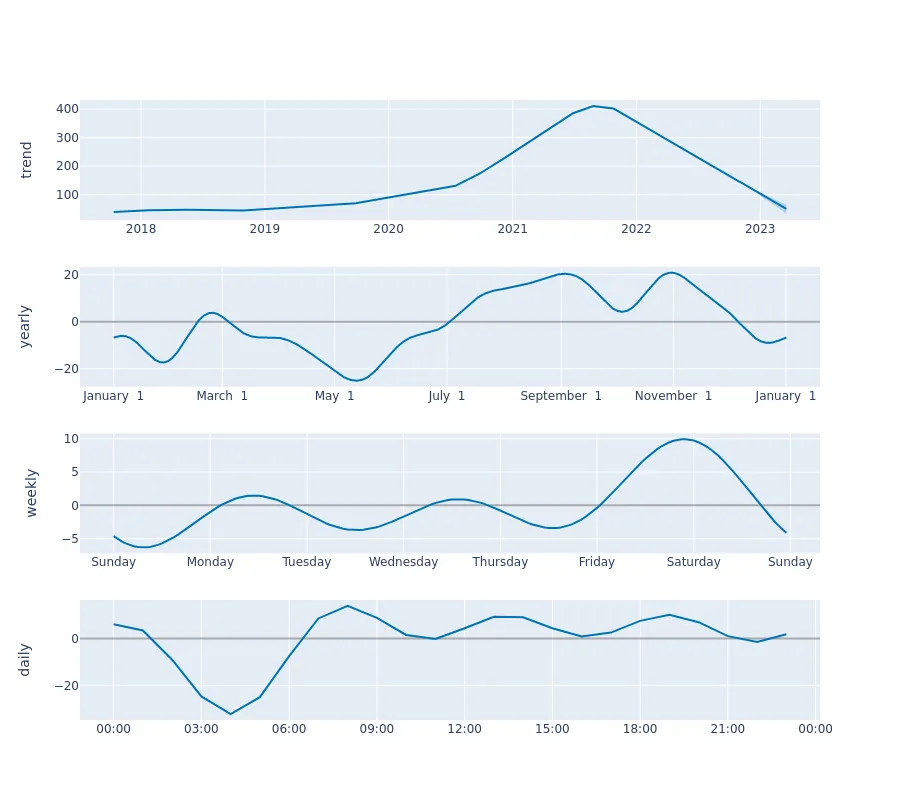 trend
400
300
200
100
2018 2019 2020 2021 2022 2023
yearly
20
0
−20
January 1 March 1 May 1 July 1 September 1 November 1 January 1
weekly
10
5
0
−5
Sunday Monday Tuesday Wednesday Thursday Friday Saturday Sunday
daily
0
−20
00:00 03:00 06:00 09:00 12:00 15:00 18:00 21:00 00:00